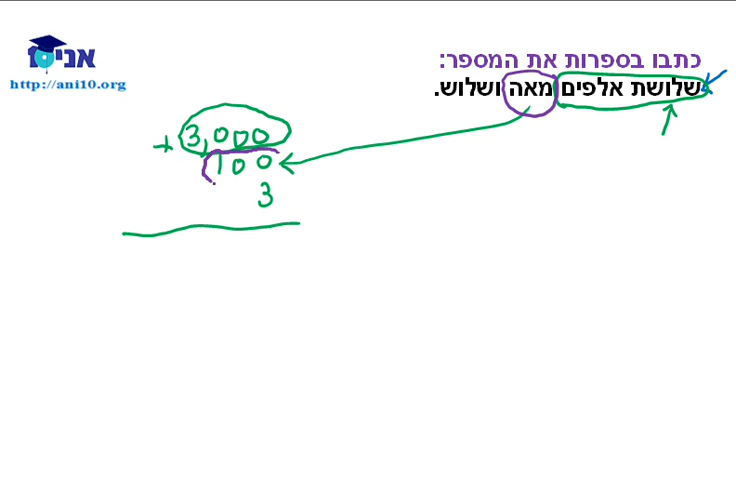 אני10
http://ani10.org
כתבו בספרות את המספר:
שלושת אלפים מאה ושלוש.
3,000
+
100
3